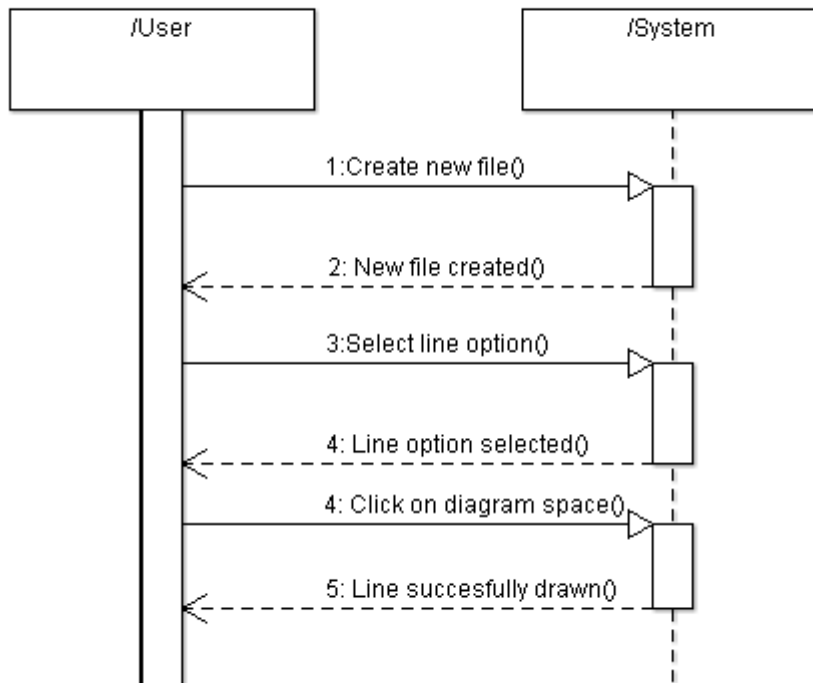 /User
/System
1:Create new file()
2: New file created()
3:Select line option()
4: Line option selected()
4: Click on diagram space()
5: Line succesfully drawn()